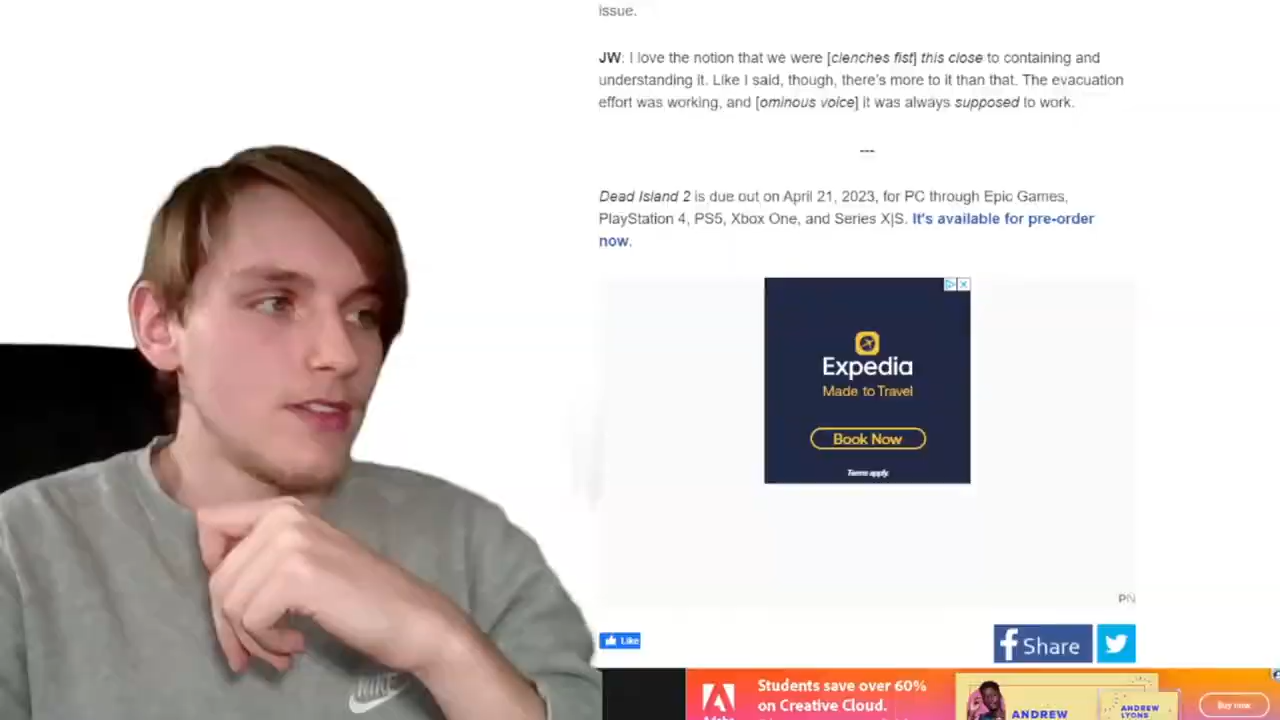 issue.
JW: I love the notion that we were [clenches fist] this close to containing and
understanding it. Like I said, though, there's more to it than that. The evacuation
effort was working, and [ominous voice] it was always supposed to work.
---
Dead Island 2 is due out on April 21, 2023, for PC through Epic Games,
PlayStation 4, PS5, Xbox One, and Series X|S. It's available for pre-order
now.
Expedia
Made to Travel
Book Now
Terms apply.
PN
Like
Share
NIKE
Students save over 60%
on Creative Cloud.
Adobe
ANDREW
ANDREW
LYONS
Buy now